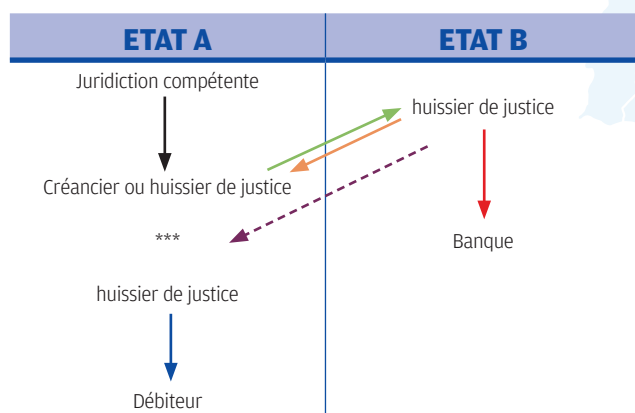 ETAT A
ETAT B
Juridiction compétente
huissier de justice
Créancier ou huissier de justice
***
Banque
huissier de justice
Débiteur